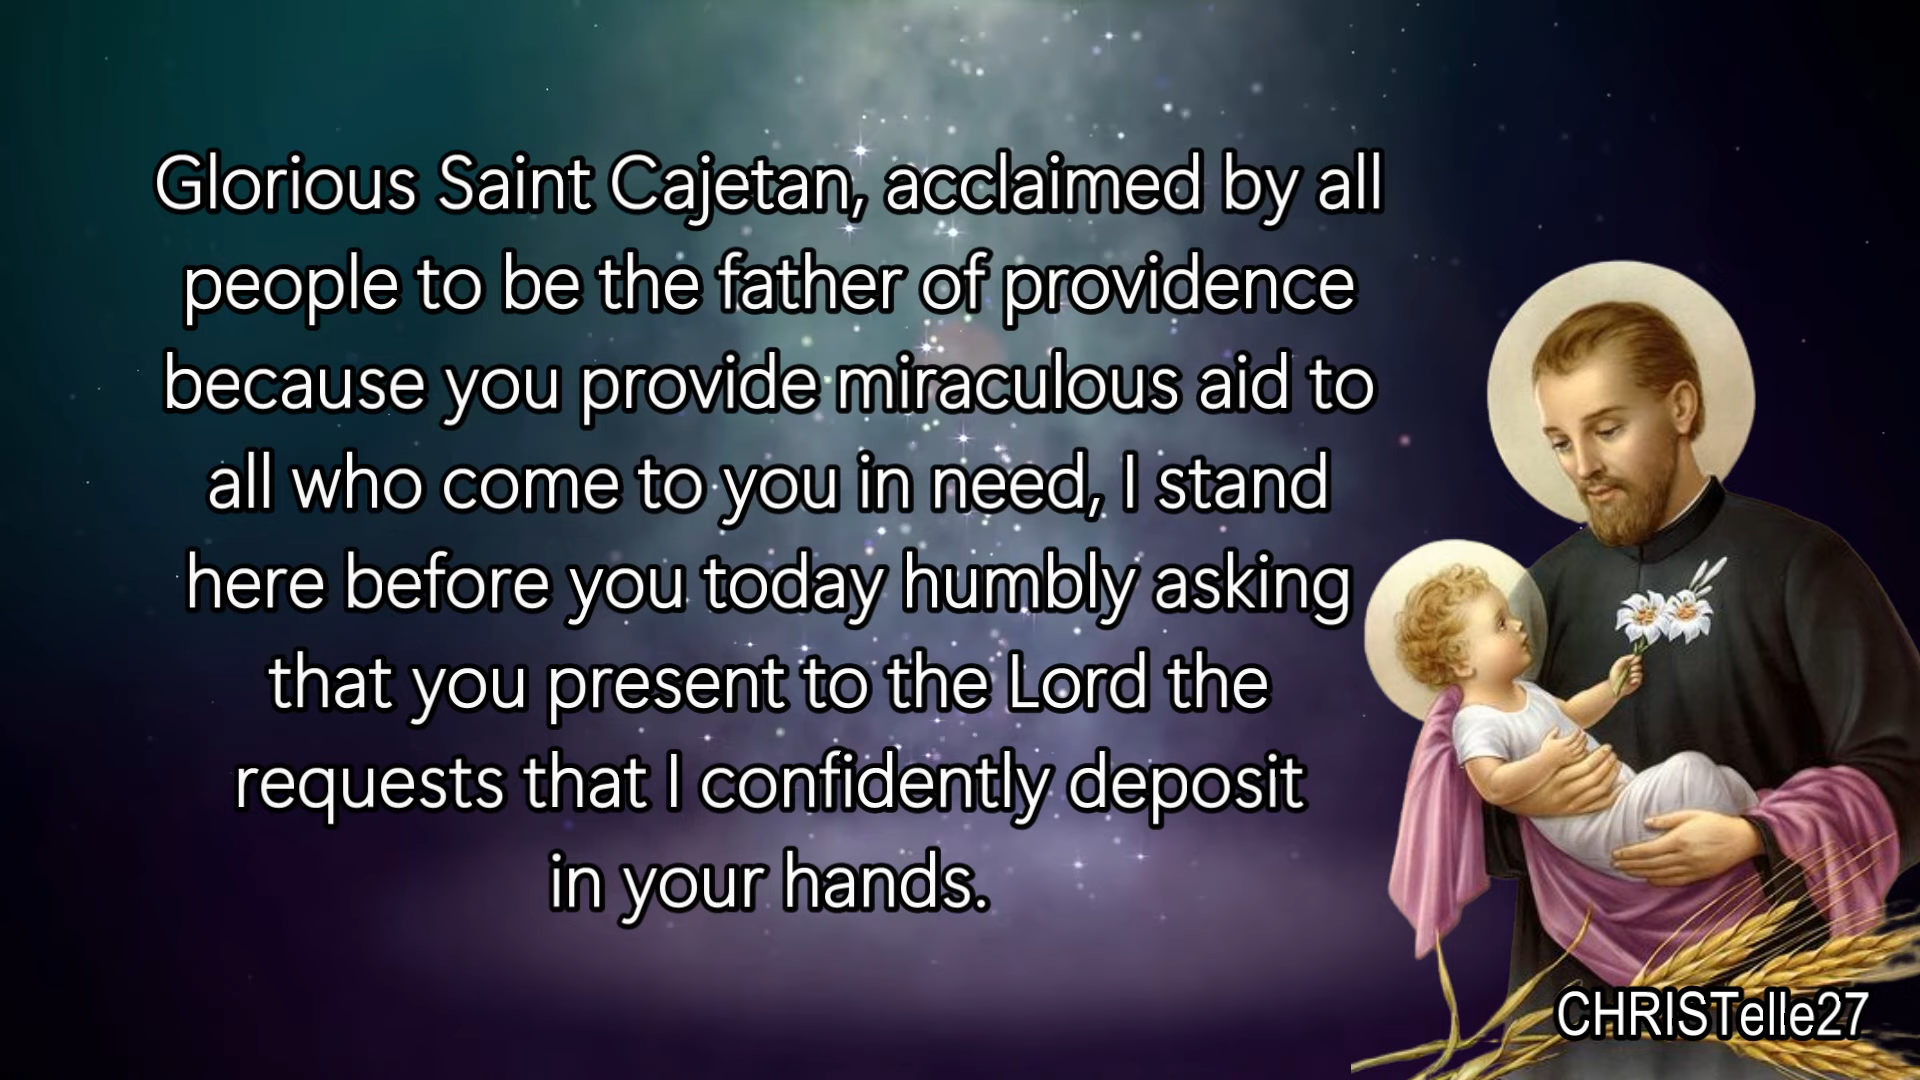 Glorious Saint Cajetan, acclaimed by all
people to be the father of providence
because you provide miraculous aid to
all who come to you in need, I stand
here before you today humbly asking
that you present to the Lord the
requests that I confidently deposit
in your hands.
CHRISTelle27